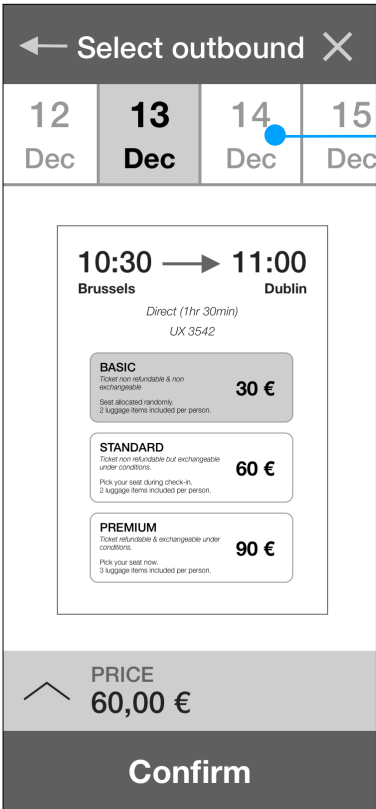 Select outbound
12 13 14 15
Dec Dec Dec Dec
10:30 11:00
Brussels Dublin
Direct (1hr 30min)
UX 3542
BASIC
Ticket non refundable & non
exchangeable
30 €
Seat allocated randomly.
2 luggage items included per person.
STANDARD
Ticket non refundable but exchangeable
under conditions.
60 €
Pick your seat during check-in.
2 luggage items included per person.
PREMIUM
Ticket refundable & exchangeable under
conditions.
90 €
Pick your seat now.
3 luggage items included per person.
PRICE
60,00 €
Confirm